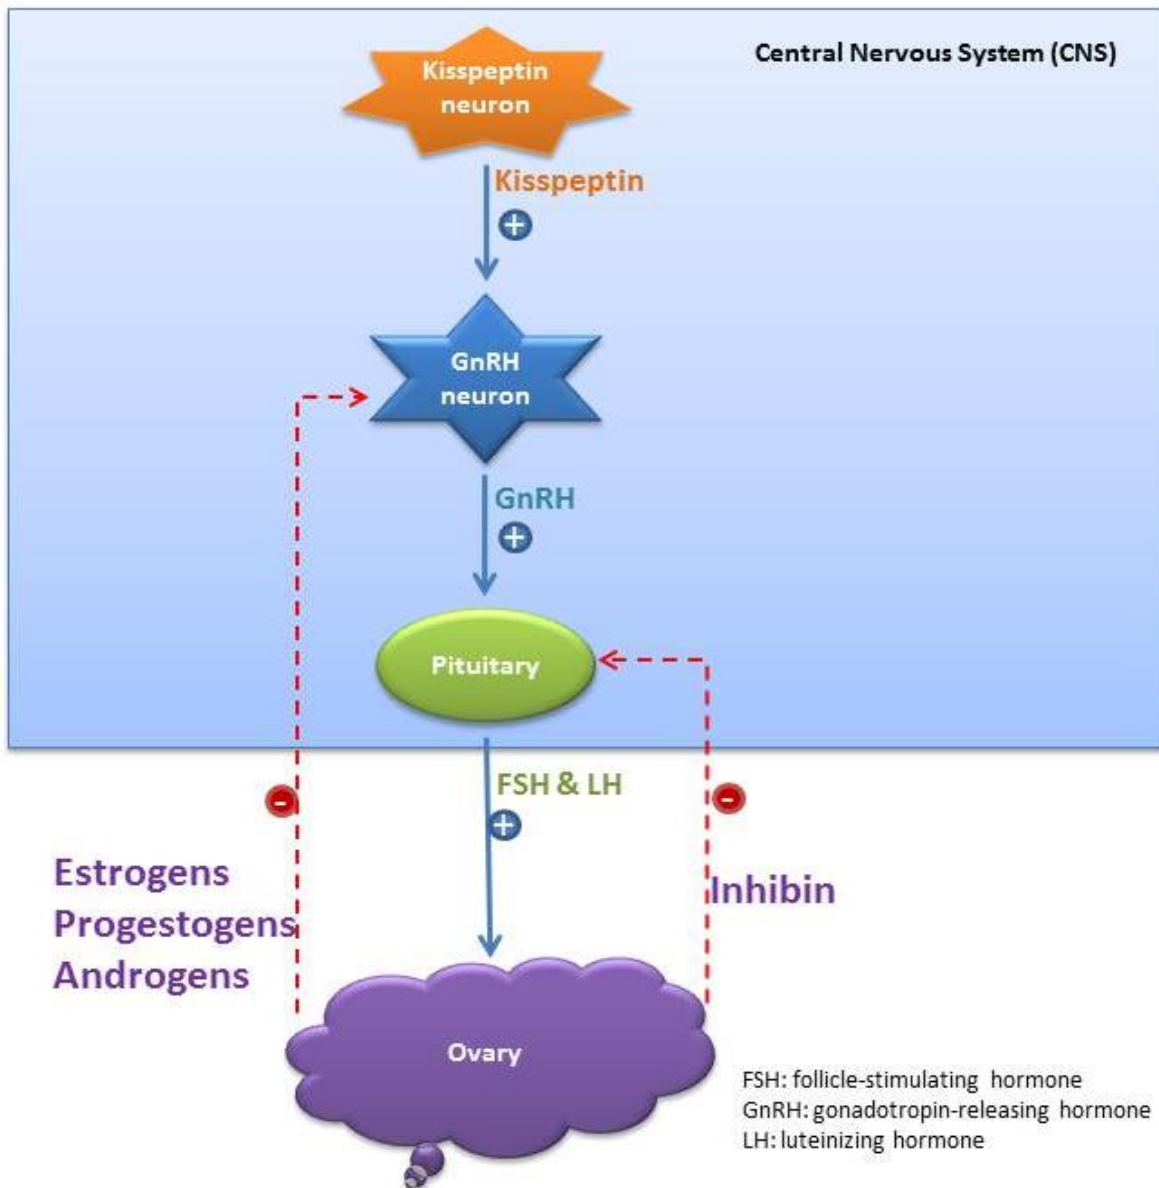 Central Nervous System (CNS)
Kisspeptin
neuron
Kisspeptin
+
GnRH
neuron
GnRH
+
Pituitary
FSH & LH
+
-
-
Estrogens
Progestogens
Androgens
Inhibin
Ovary
FSH: follicle-stimulating hormone
GnRH: gonadotropin-releasing hormone
LH: luteinizing hormone